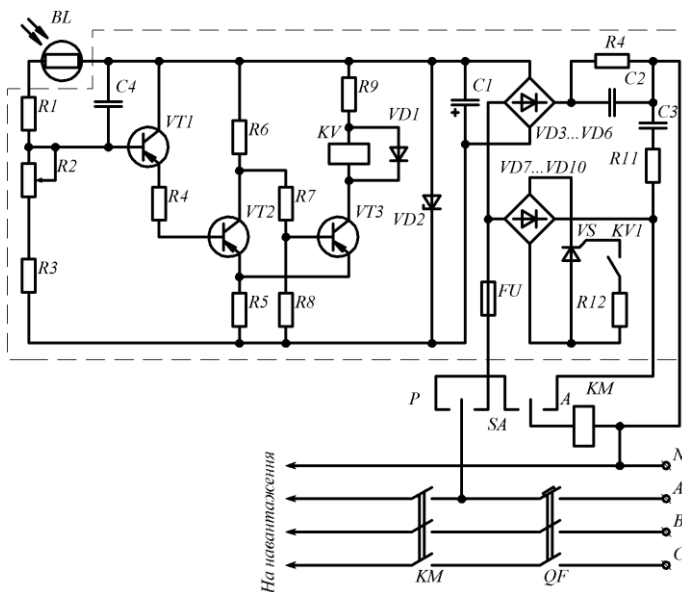 BL
R1
C4
VT1
R2
R4
R3
R6
VT2
R5
R7
R8
R9
KV
VD1
VT3
VD2
C1
R4
C2
C3
VD3...VD6
R11
VD7...VD10
VS
KV1
FU
R12
P
SA
A
KM
N
A
B
C
На навантаження
KM
QF